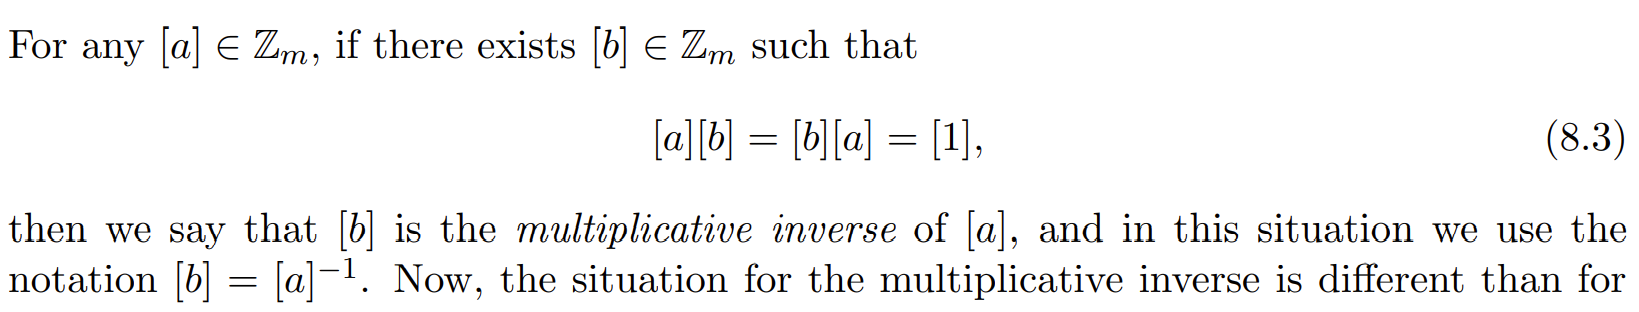 For any [a] ∈ ℤₘ, if there exists [b] ∈ ℤₘ such that
[a][b] = [b][a] = [1], (8.3)
then we say that [b] is the multiplicative inverse of [a], and in this situation we use the
notation [b] = [a]⁻¹. Now, the situation for the multiplicative inverse is different than for